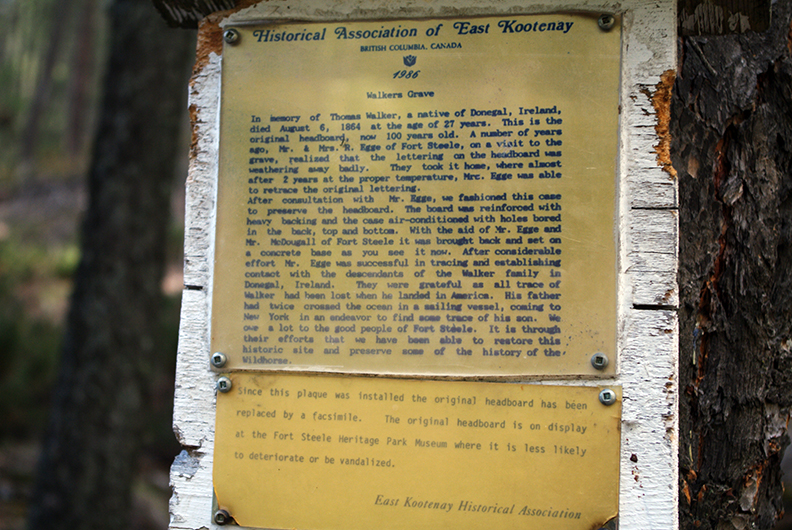 Historical Association of East Kootenay
BRITISH COLUMBIA, CANADA
1986
Walkers Grave
In memory of Thomas Walker, a native of Donegal, Ireland,
died August 6, 1864 at the age of 27 years. This is the
original headboard, now 100 years old. A number of years
ago, Mr. & Mrs. R. Egge of Fort Steele, on a visit to the
grave, realized that the lettering on the headboard was
weathering away badly. They took it home, where almost
after 2 years at the proper temperature, Mrc. Egge was able
to retrace the original lettering.
After consultation with Mr. Egge, we fashioned this case
to preserve the headboard. The board was reinforced with
heavy backing and the case air-conditioned with holes bored
in the back, top and bottom. With the aid of Mr. Egge and
Mr. McDougall of Fort Steele it was brought back and set on
a concrete base as you see it now. After considerable
effort Mr. Egge was successful in tracing and establishing
contact with the descendents of the Walker family in
Donegal, Ireland. They were grateful as all trace of
Walker had been lost when he landed in America. His father
had twice crossed the ocean in a sailing vessel, coming to
New York in an endeavor to find some trace of his son. We
owe a lot to the good people of Fort Steele. It is through
their efforts that we have been able to restore this
historic site and preserve some of the history of the
Wildhorse.
Since this plaque was installed the original headboard has been
replaced by a facsimile. The original headboard is on display
at the Fort Steele Heritage Park Museum where it is less likely
to deteriorate or be vandalized.
East Kootenay Historical Association